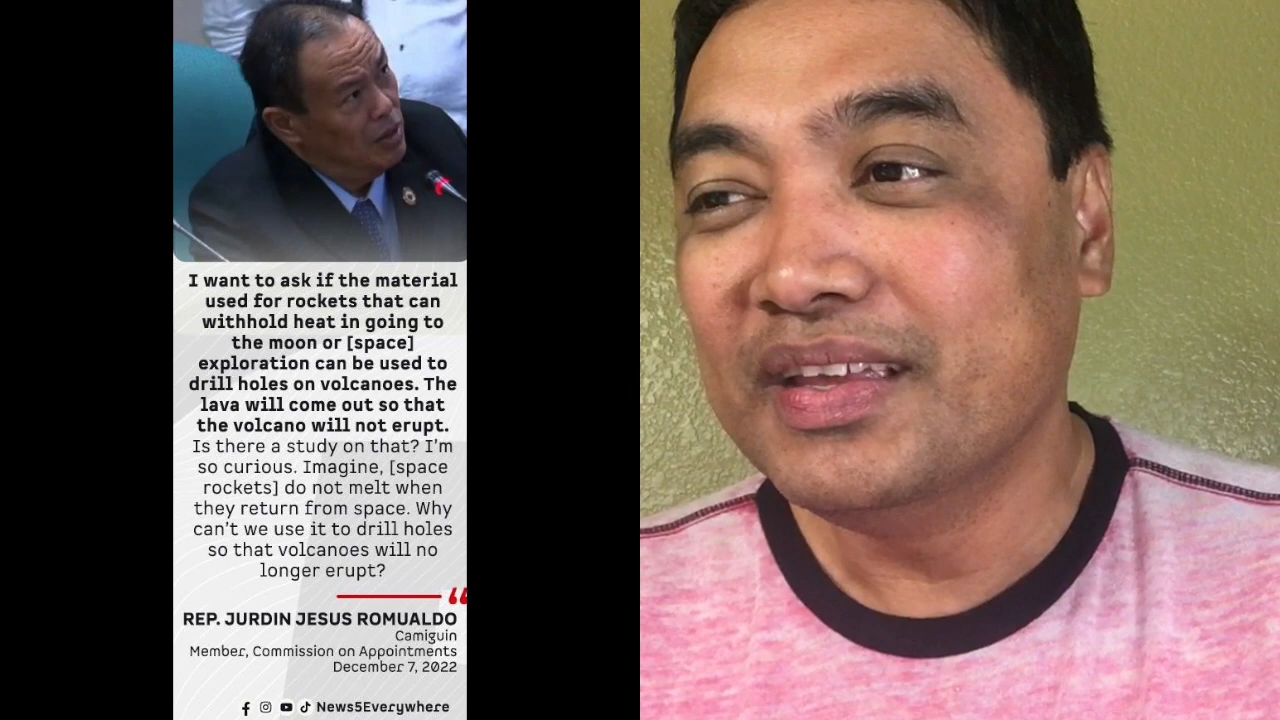 I want to ask if the material
used for rockets that can
withhold heat in going to
the moon or [space]
exploration can be used to
drill holes on volcanoes. The
lava will come out so that
the volcano will not erupt.
Is there a study on that? I’m
so curious. Imagine, [space
rockets] do not melt when
they return from space. Why
can’t we use it to drill holes
so that volcanoes will no
longer erupt?
“
REP. JURDIN JESUS ROMUALDO
Camiguin
Member, Commission on Appointments
December 7, 2022
News5Everywhere